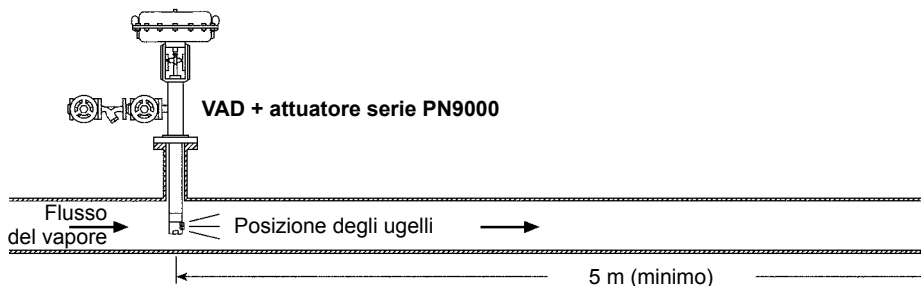 VAD + attuatore serie PN9000
Flusso
del vapore
Posizione degli ugelli
5 m (minimo)